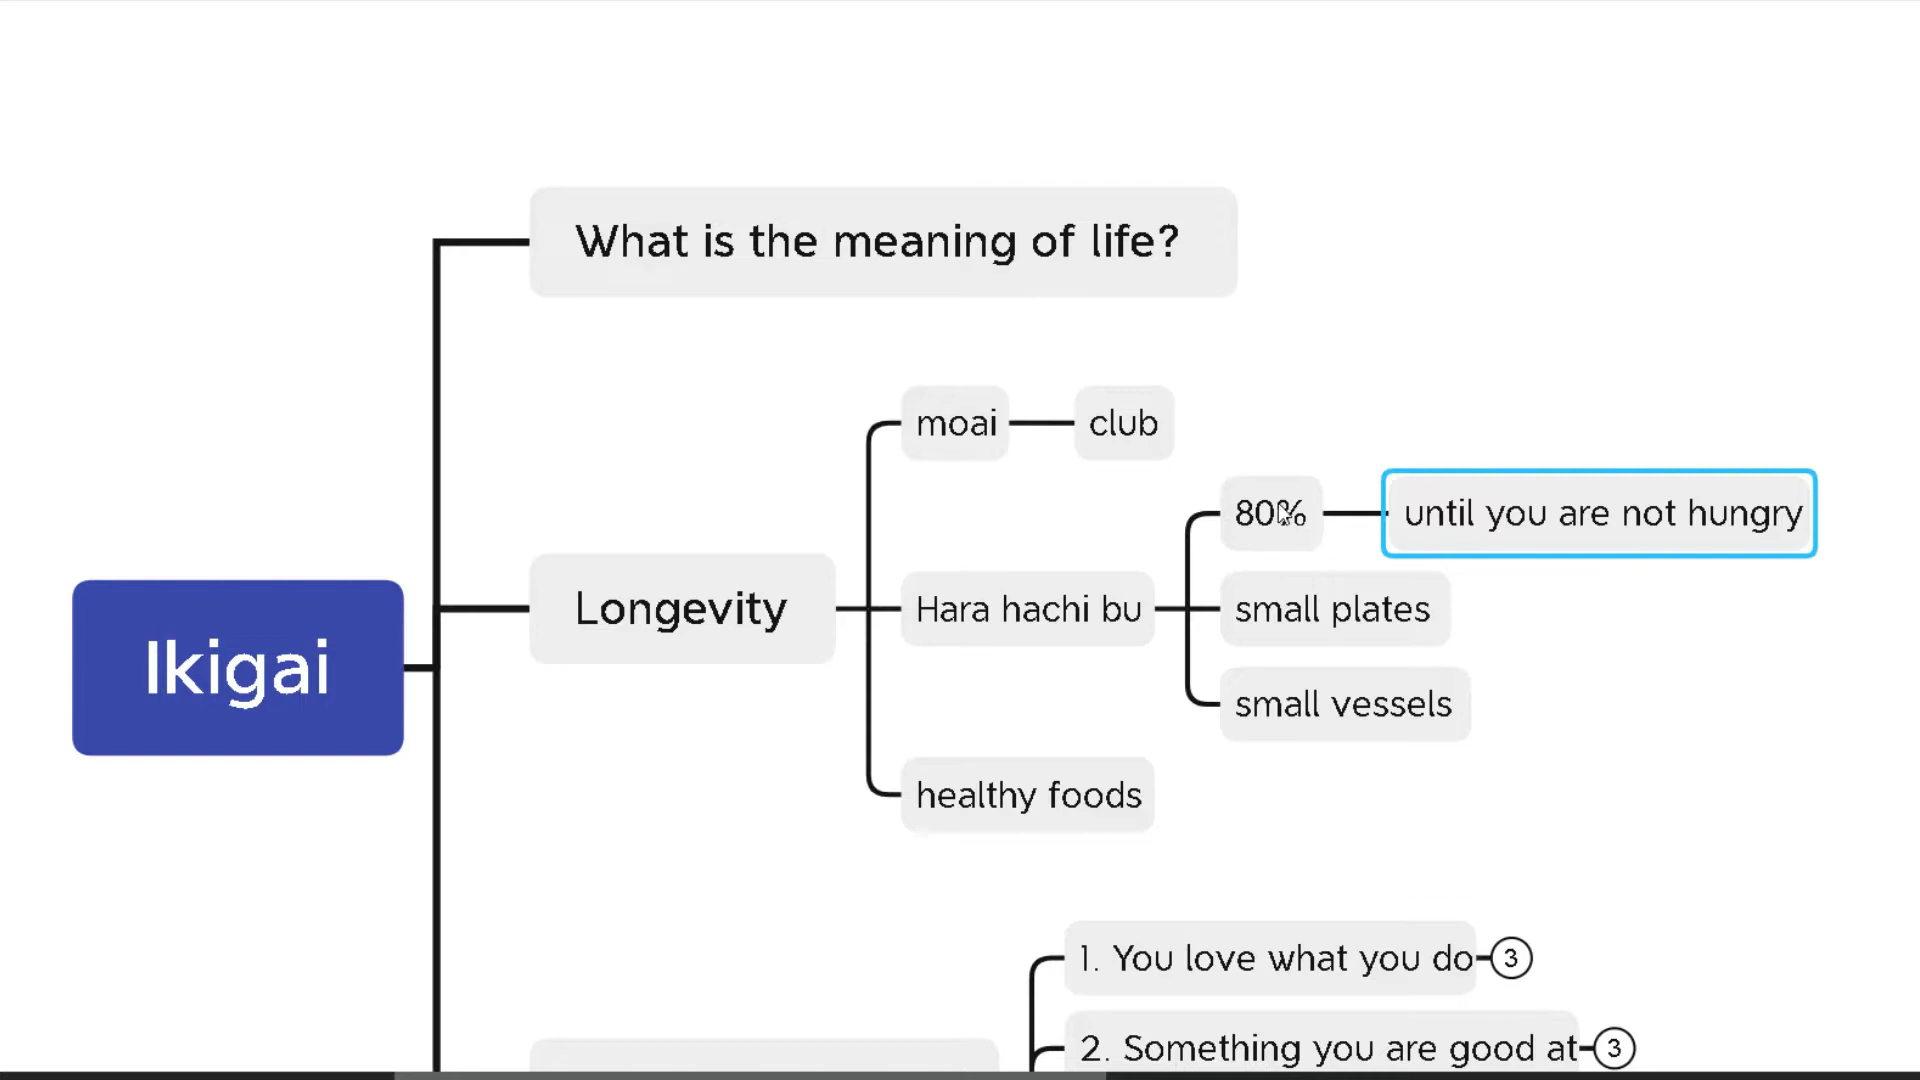 What is the meaning of life?
moai
club
80%
until you are not hungry
Longevity
Hara hachi bu
small plates
Ikigai
small vessels
healthy foods
1. You love what you do
3
2. Something you are good at
3